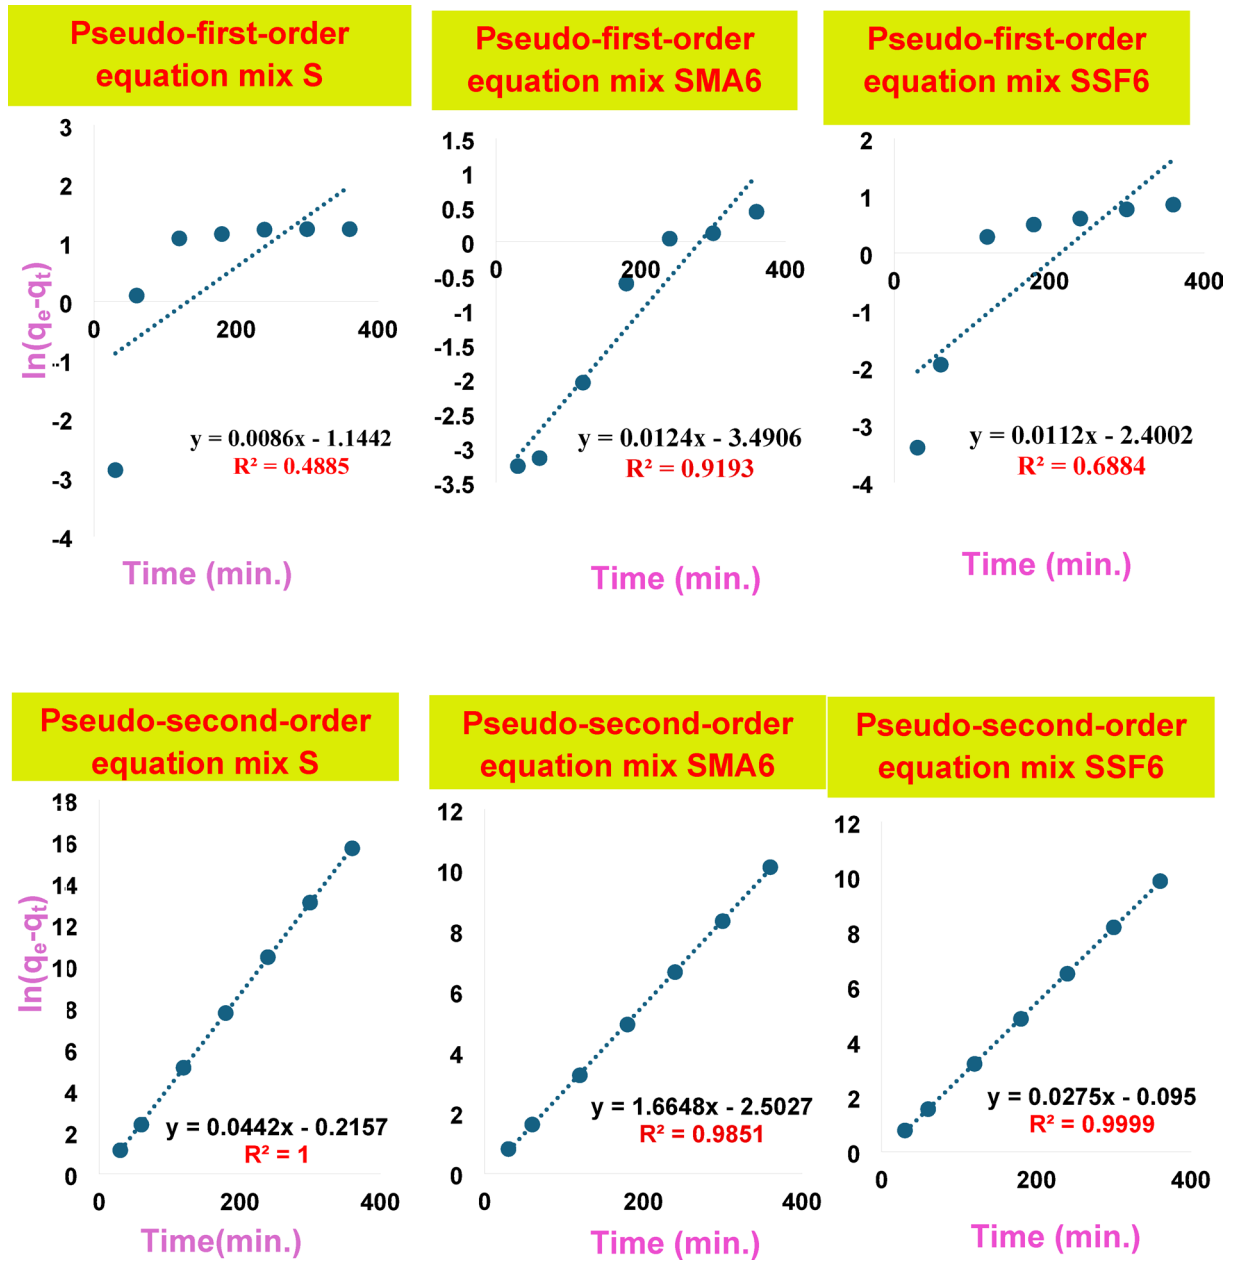 Pseudo-first-order
equation mix S
3
2
1
0
-1
-2
-3
-4
0
200
400
ln(qe-qt)
y = 0.0086x - 1.1442
R² = 0.4885
Time (min.)
Pseudo-first-order
equation mix SMA6
1.5
1
0.5
0
-0.5
-1
-1.5
-2
-2.5
-3
-3.5
0
200
400
y = 0.0124x - 3.4906
R² = 0.9193
Time (min.)
Pseudo-first-order
equation mix SSF6
2
1
0
-1
-2
-3
-4
0
200
400
y = 0.0112x - 2.4002
R² = 0.6884
Time (min.)
Pseudo-second-order
equation mix S
18
16
14
12
10
8
6
4
2
0
0
200
400
ln(qe-qt)
y = 0.0442x - 0.2157
R² = 1
Time(min.)
Pseudo-second-order
equation mix SMA6
12
10
8
6
4
2
0
0
200
400
y = 1.6648x - 2.5027
R² = 0.9851
Time (min.)
Pseudo-second-order
equation mix SSF6
12
10
8
6
4
2
0
0
200
400
y = 0.0275x - 0.095
R² = 0.9999
Time (min.)